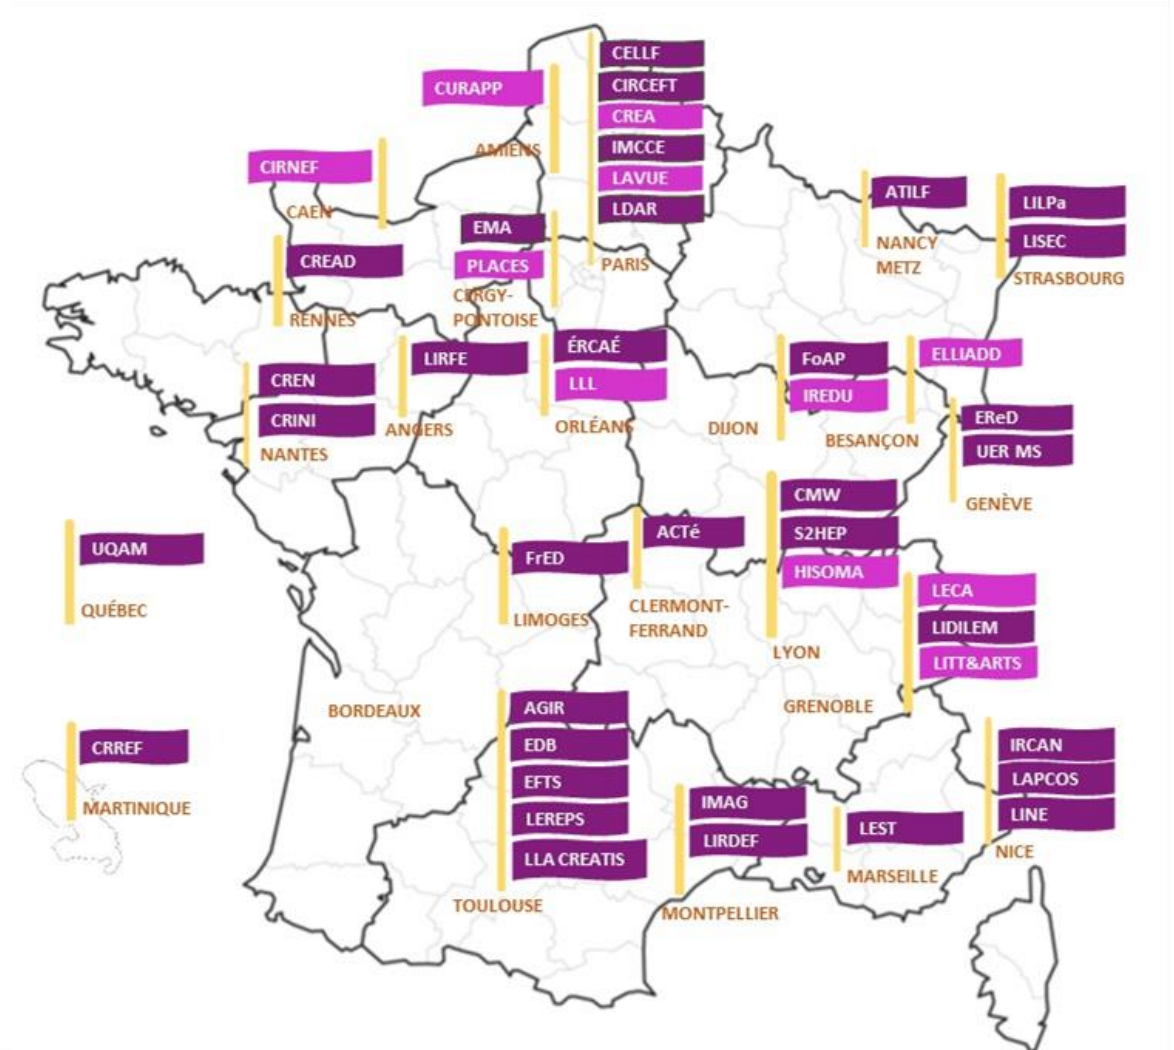 CELLF
CIRCEFT
CREA
IMCCE
LAVUE
LDAR
PARIS
CURAPP
AMIENS
CIRNEF
CAEN
EMA
PLACES
CERGY-
PONTOISE
ATILF
NANCY
METZ
LILPa
LISEC
STRASBOURG
CREAD
RENNES
CREN
CRINI
NANTES
LIRFE
ANGERS
ÉRCAÉ
LLL
ORLÉANS
FoAP
IREDU
DIJON
ELLIADD
BESANÇON
EReD
UER MS
GENÈVE
UQAM
QUÉBEC
FrED
LIMOGES
ACTé
CLERMONT-
FERRAND
CMW
S2HEP
HISOMA
LYON
LECA
LIDILEM
LITT&ARTS
GRENOBLE
BORDEAUX
CRREF
MARTINIQUE
AGIR
EDB
EFTS
LEREPS
LLA CREATIS
TOULOUSE
IMAG
LIRDEF
MONTPELLIER
LEST
MARSEILLE
IRCAN
LAPCOS
LINE
NICE